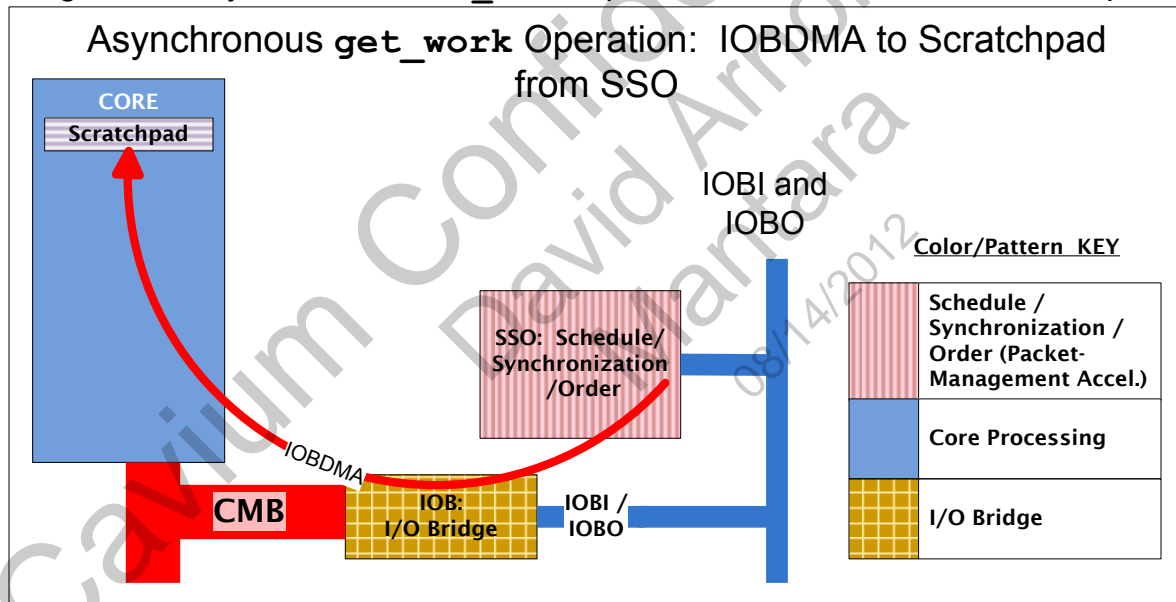 Asynchronous get_work Operation: IOBDMA to Scratchpad
from SSO
CORE
Scratchpad
IOBI and
IOBO
Color/Pattern KEY
Schedule /
Synchronization /
Order (Packet-
Management Accel.)
SSO: Schedule/
Synchronization
/Order
Core Processing
IOBDMA
CMB
IOB:
I/O Bridge
IOBI /
IOBO
I/O Bridge
Cavium
David
Mantara
08/14/2012